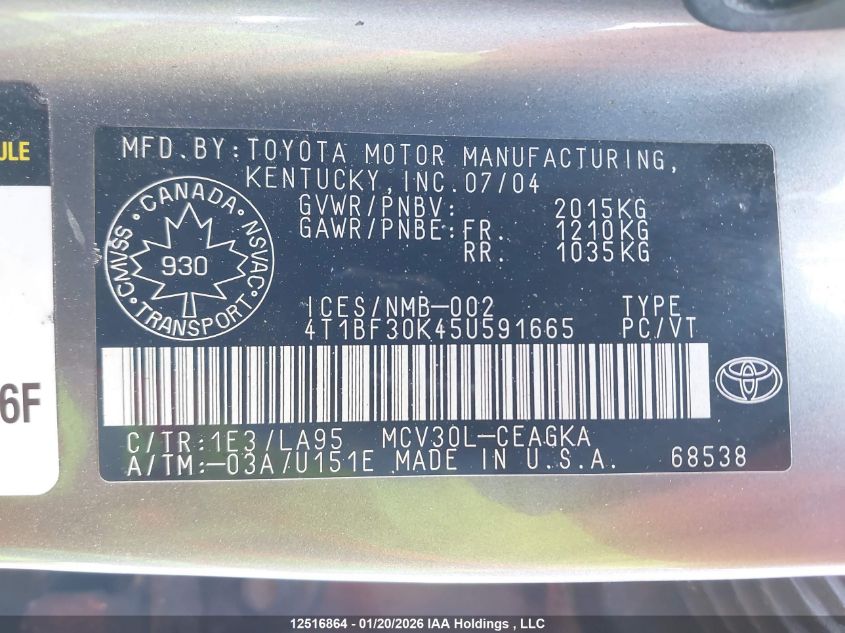 ULE
6F
MFD.BY:TOYOTA MOTOR MANUFACTURING,
KENTUCKY,INC.07/04
GVWR/PNBV: 2015KG
GAWR/PNBE:FR. 1210KG
RR. 1035KG
CANADA
CMVSS NSVAC
930
TRANSPORT
ICES/NMB-002 TYPE
4T1BF30K45U591665 PC/VT
C/TR:1E3/LA95 MCV30L-CEAGKA
A/TM:-03A/U151E MADE IN U.S.A. 68538
12516864 - 01/20/2026 IAA Holdings , LLC